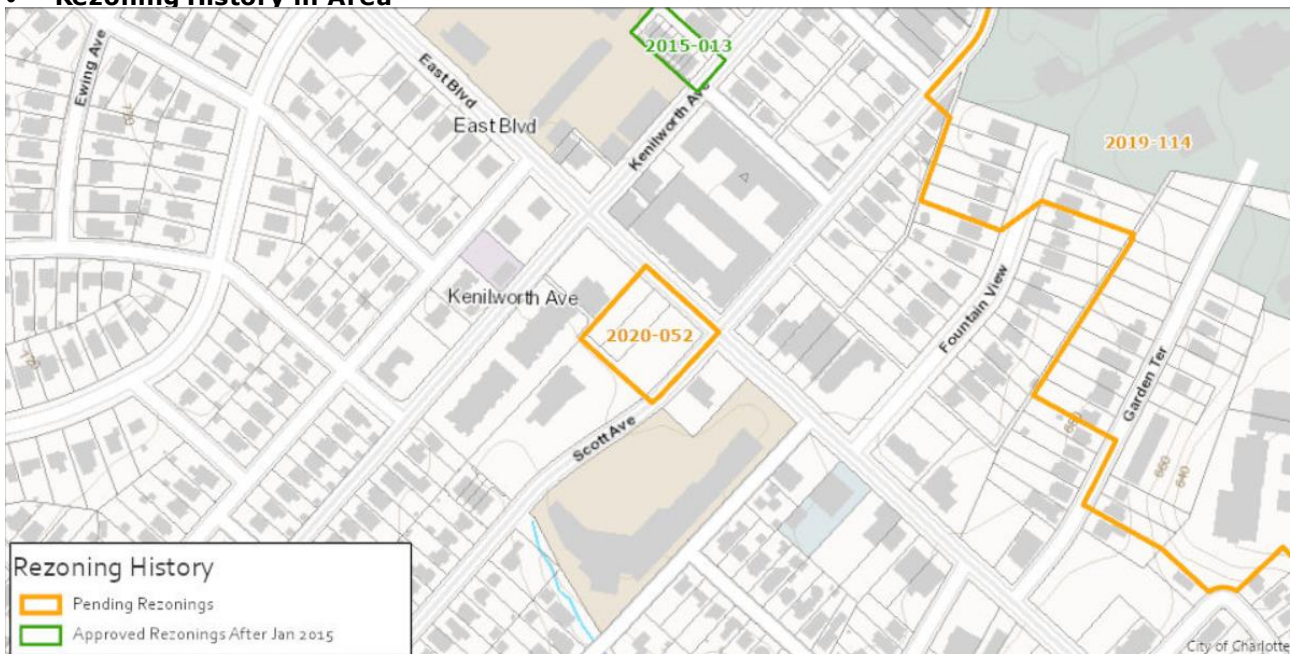 • Rezoning History in Area
2015-013
Ewing Ave
East Blvd
East Blvd
Kenilworth Ave
2019-114
Kenilworth Ave
2020-052
Fountain View
Garden Ter
Scott Ave
660
640
Rezoning History
Pending Rezonings
Approved Rezonings After Jan 2015
City of Charlotte